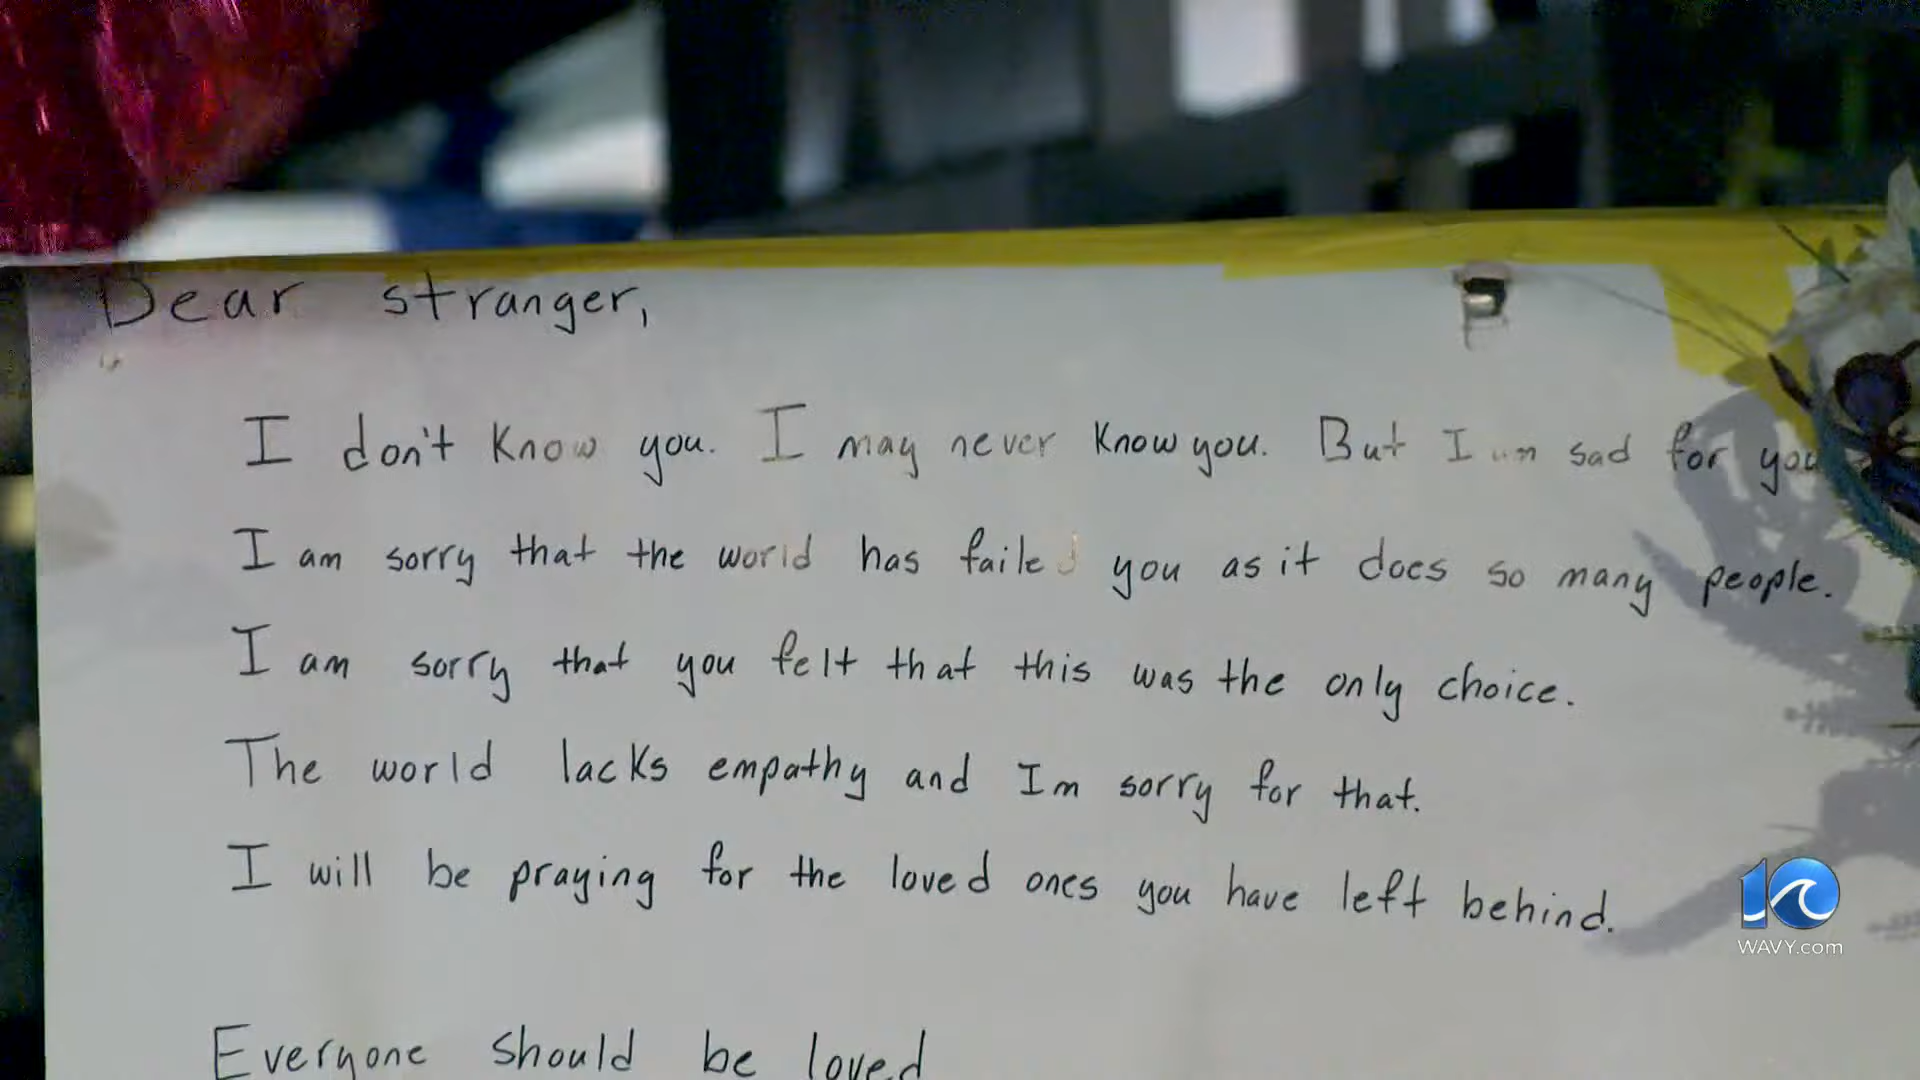 Dear stranger,
I don't know you. I may never know you. But I am sad for you
I am sorry that the world has failed you as it does so many people.
I am sorry that you felt that this was the only choice.
The world lacks empathy and Im sorry for that.
I will be praying for the loved ones you have left behind.
Everyone should be loved
10
WAVY.com